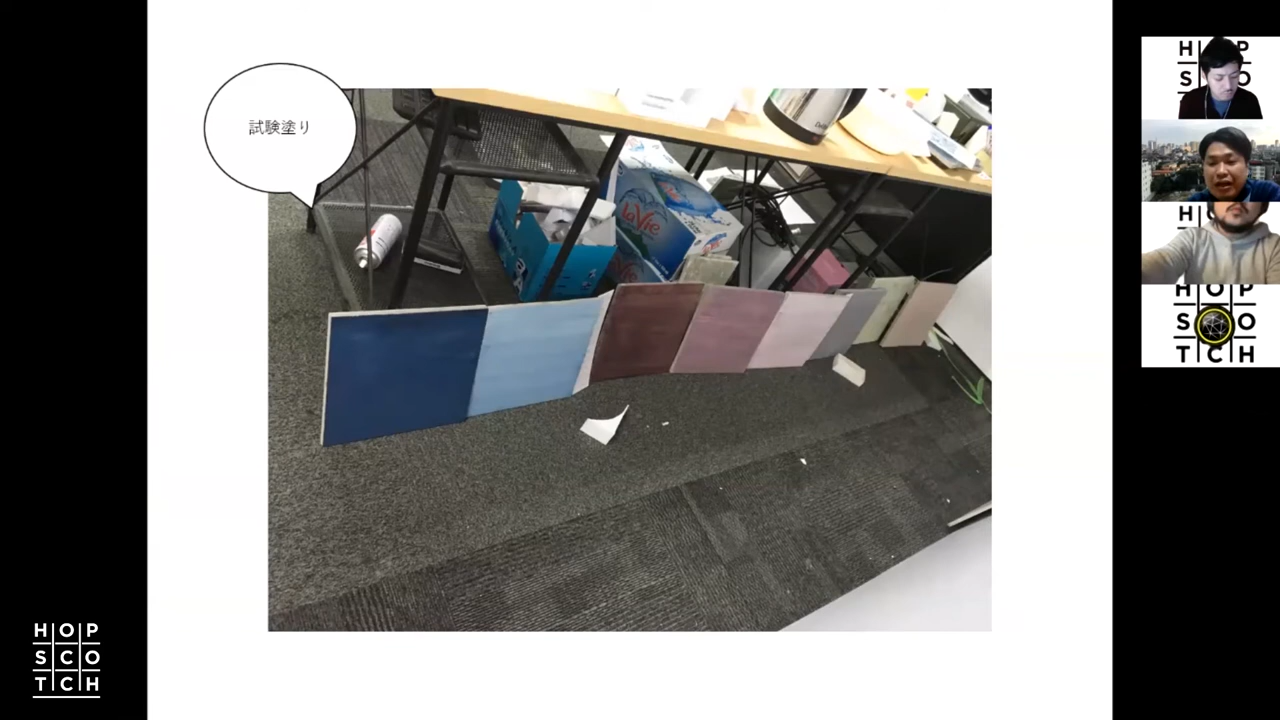 試験塗り
laVie
H|O|P
S|C|O
T|C|H
H P
S O
H
H O P
S O
T C H